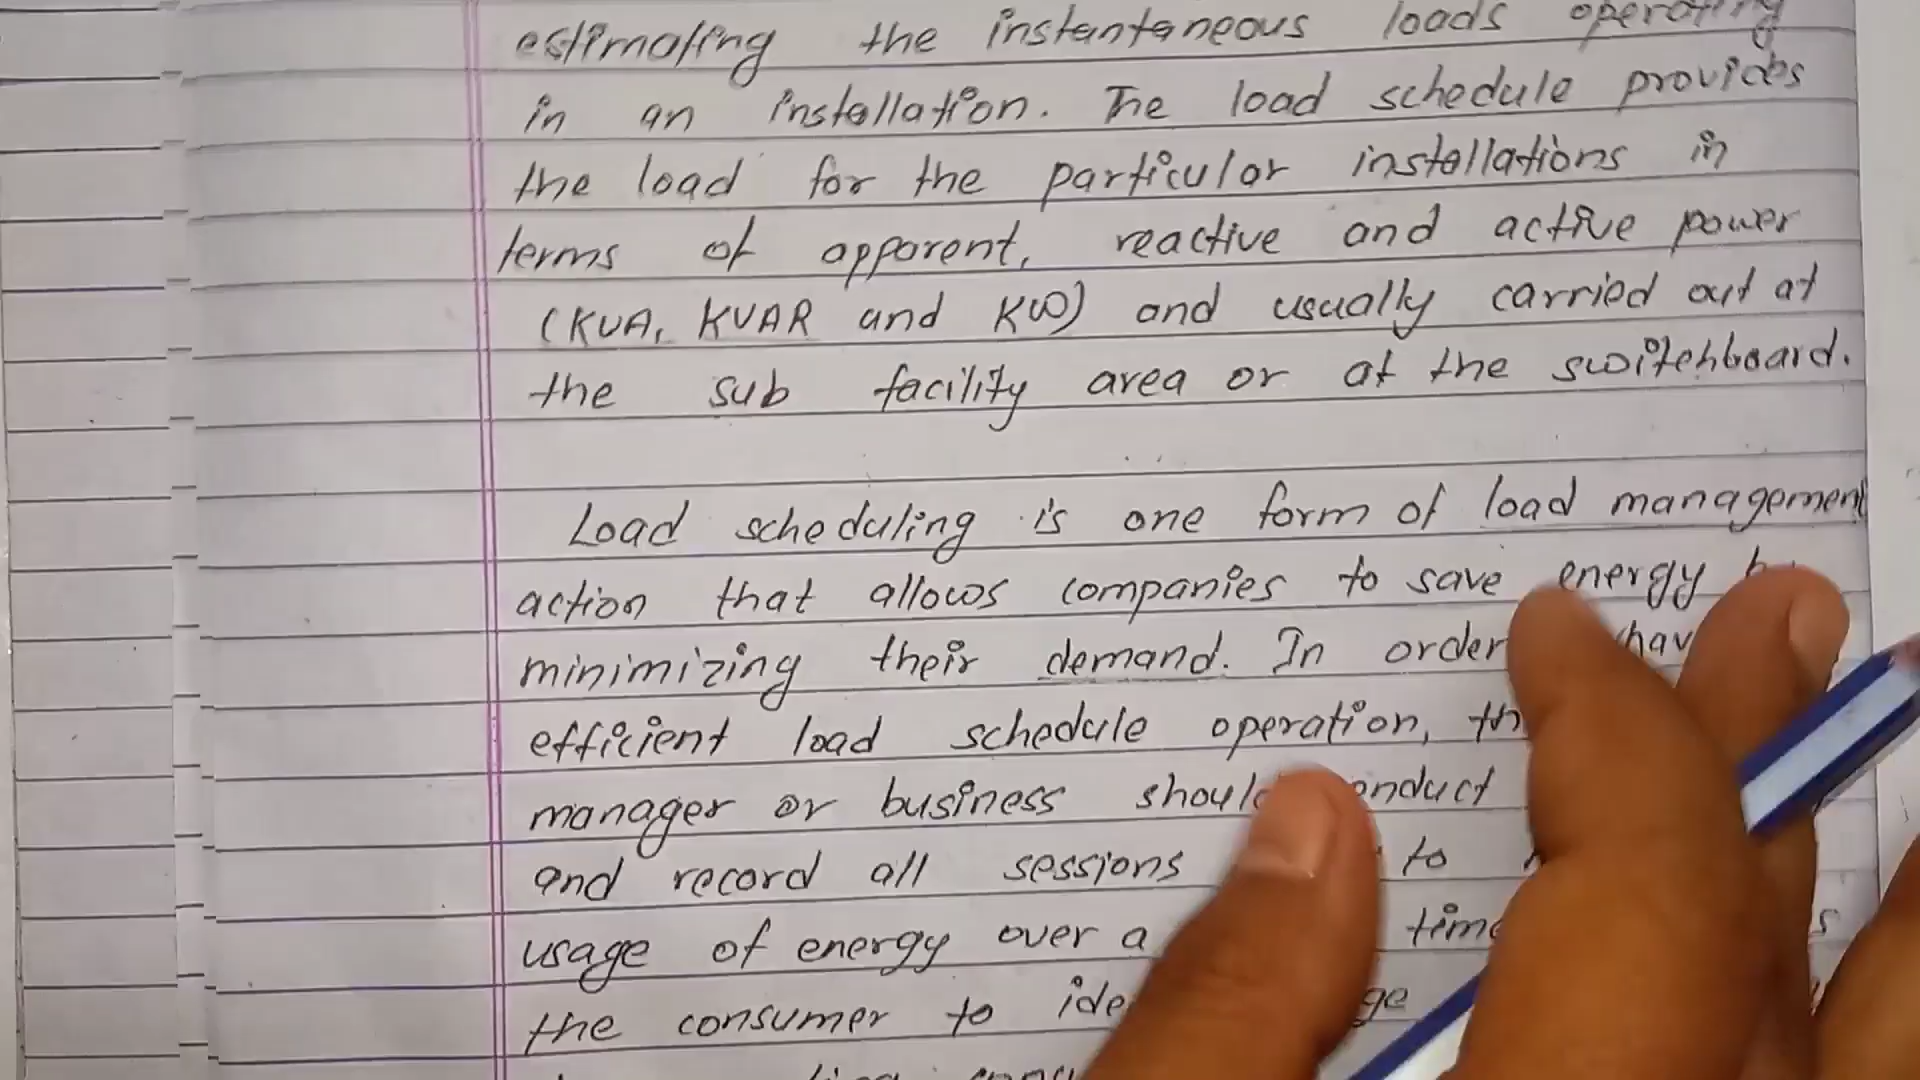 estimating the instantaneous loads operating
in an installation. The load schedule provides
the load for the particular installations in
terms of apparent, reactive and active power
(KVA, KVAR and KW) and usually carried out at
the sub facility area or at the switchboard.
Load scheduling is one form of load management
action that allows companies to save energy
minimizing their demand. In order
efficient load schedule operation,
manager or business should conduct
and record all sessions to
usage of energy over a time
the consumer to